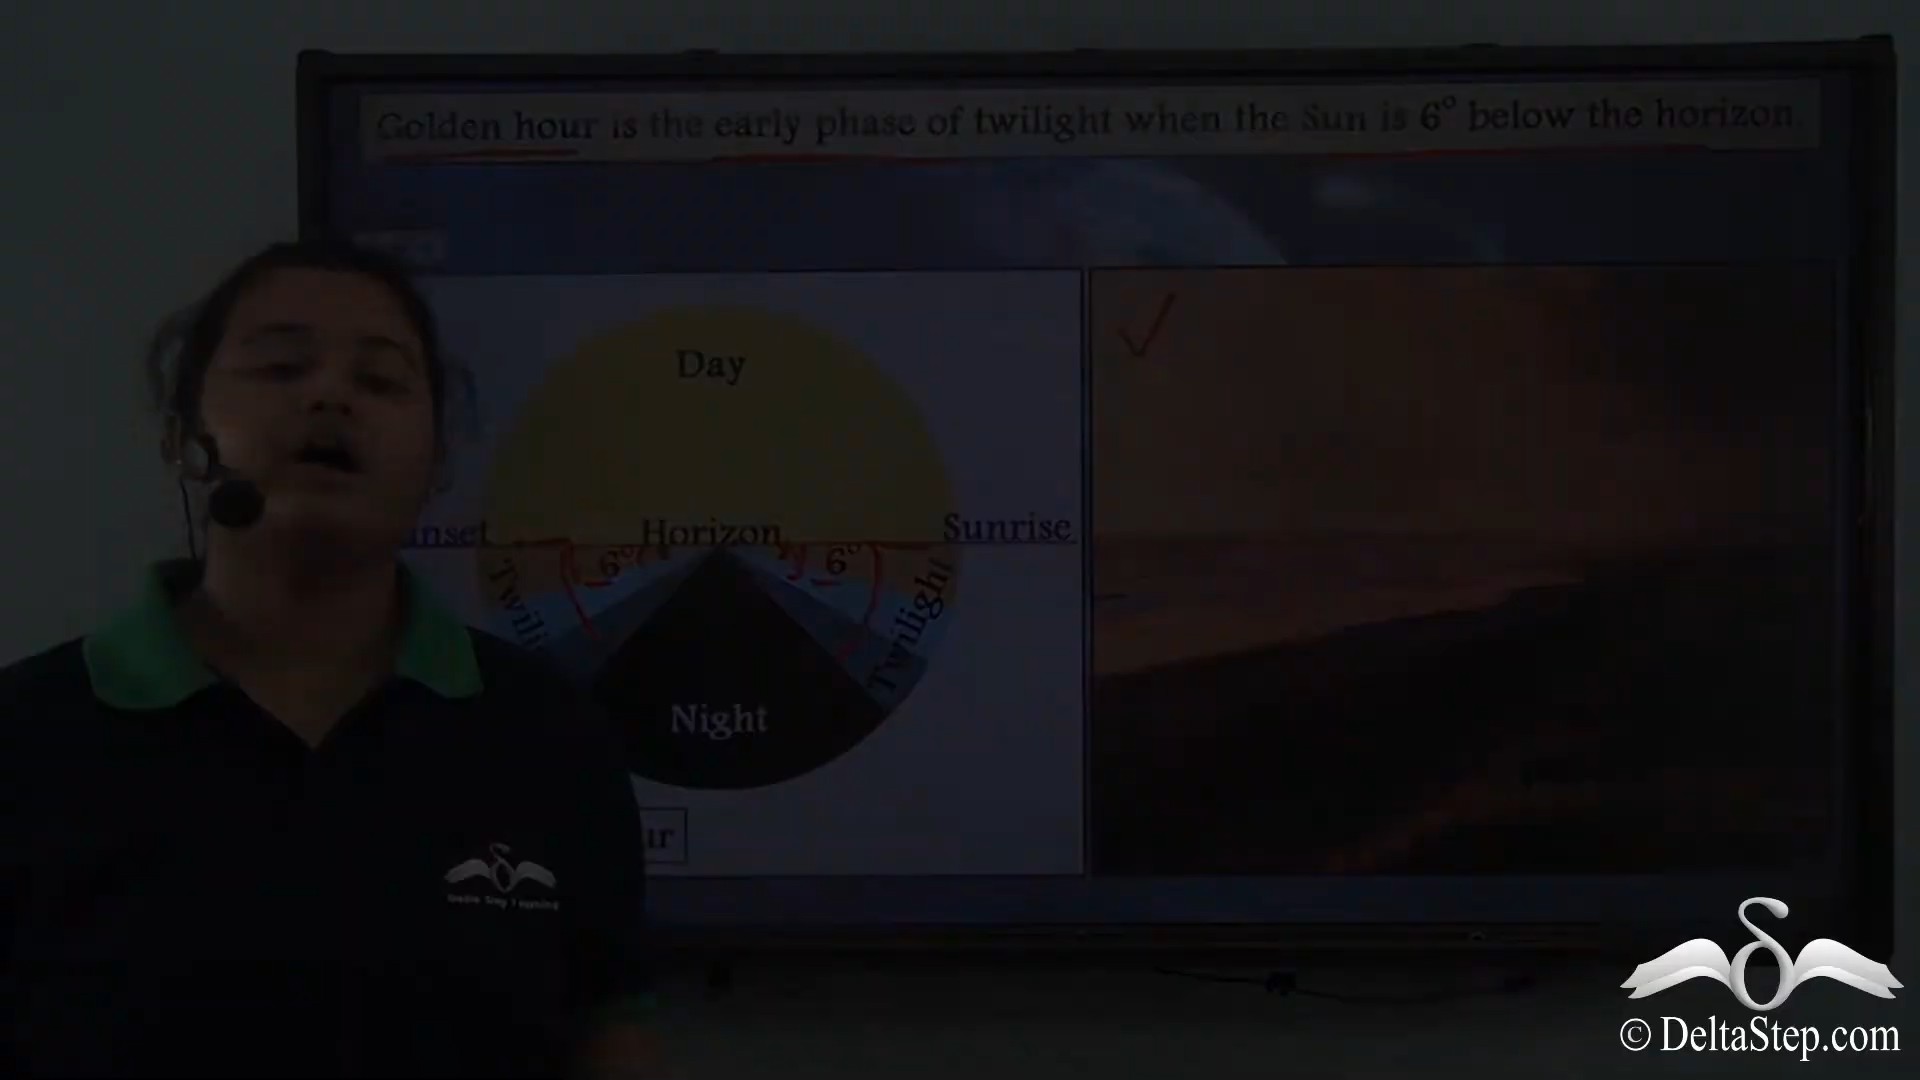 Golden hour is the early phase of twilight when the Sun is 6° below the horizon.
Day
Horizon
Sunrise
6°
6°
Twilight
Night
© DeltaStep.com